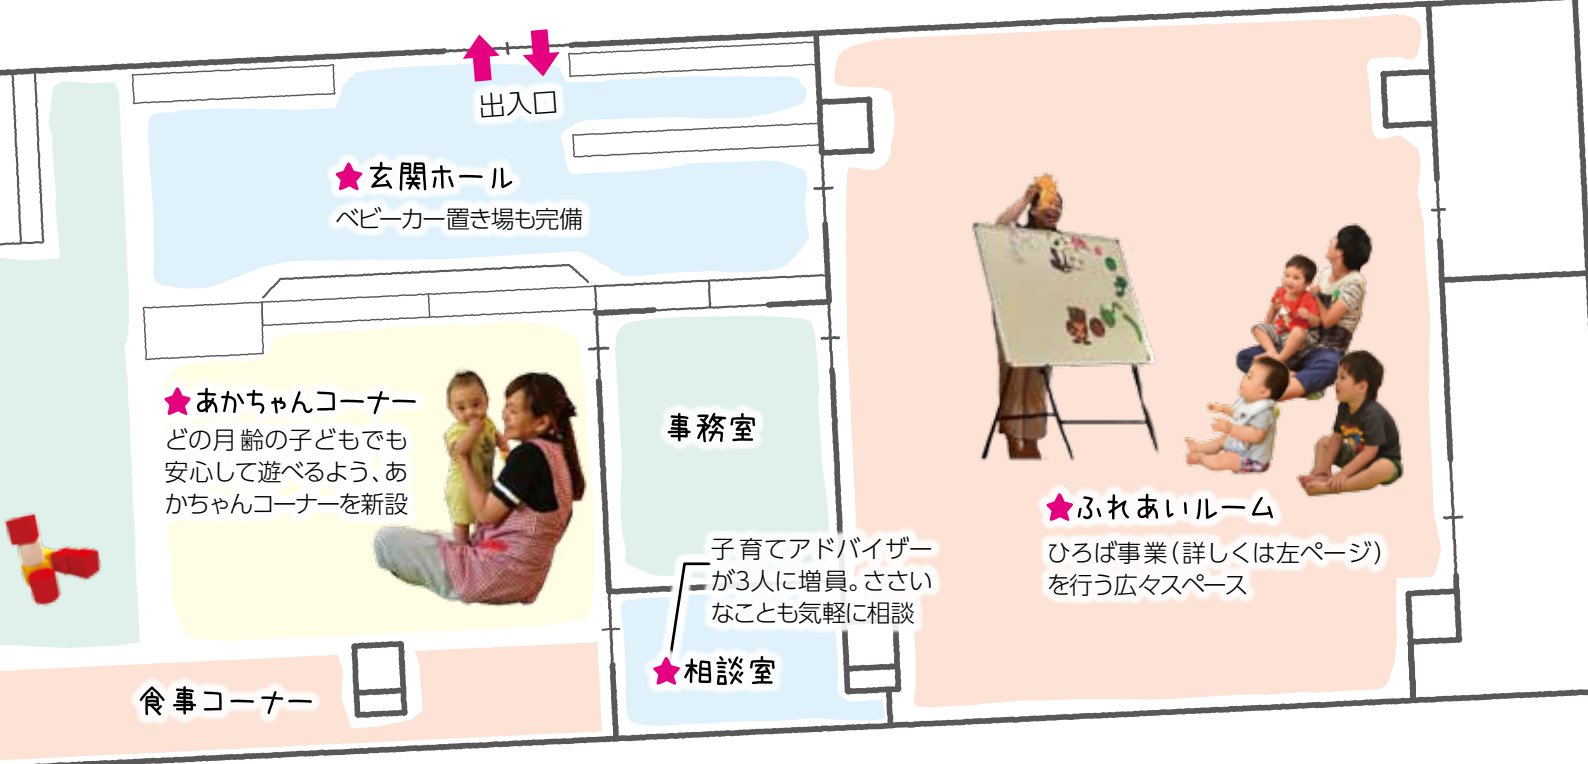 出入口
★玄関ホール
ベビーカー置き場も完備
★あかちゃんコーナー
どの月齢の子どもでも
安心して遊べるよう、あ
かちゃんコーナーを新設
事務室
子育てアドバイザー
が3人に増員。ささい
なことも気軽に相談
★相談室
★ふれあいルーム
ひろば事業(詳しくは左ページ)
を行う広々スペース
食事コーナー